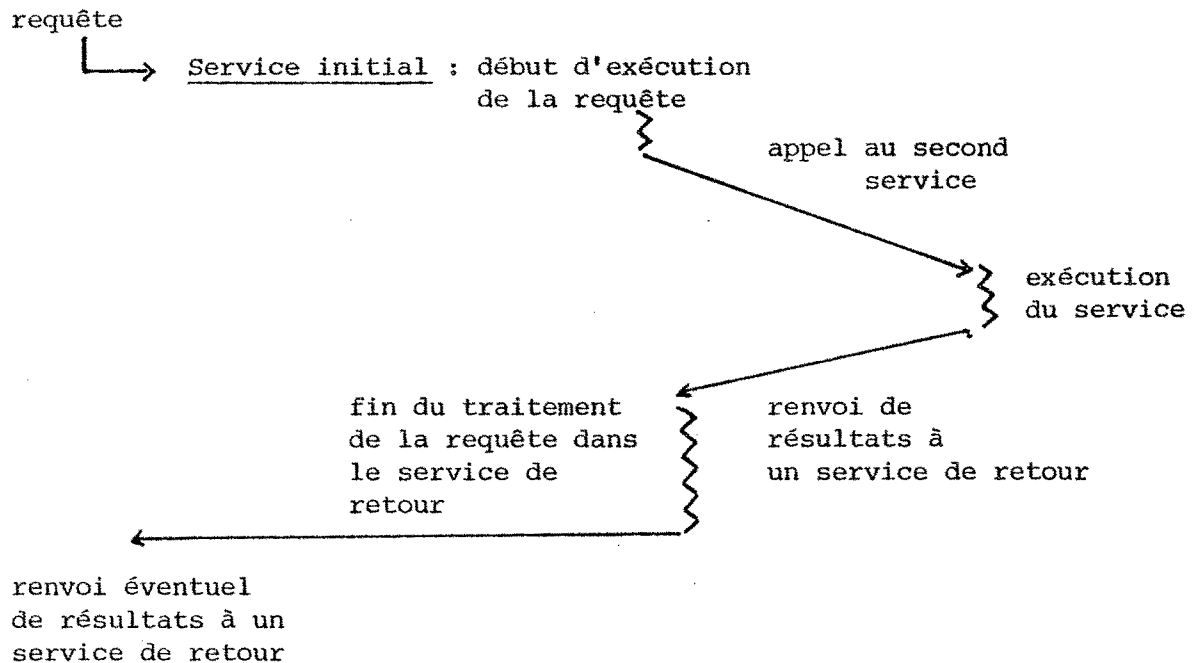 requête
Service initial : début d'exécution
de la requête
appel au second
service
exécution
du service
fin du traitement
de la requête dans
le service de
retour
renvoi de
résultats à
un service de retour
renvoi éventuel
de résultats à un
service de retour